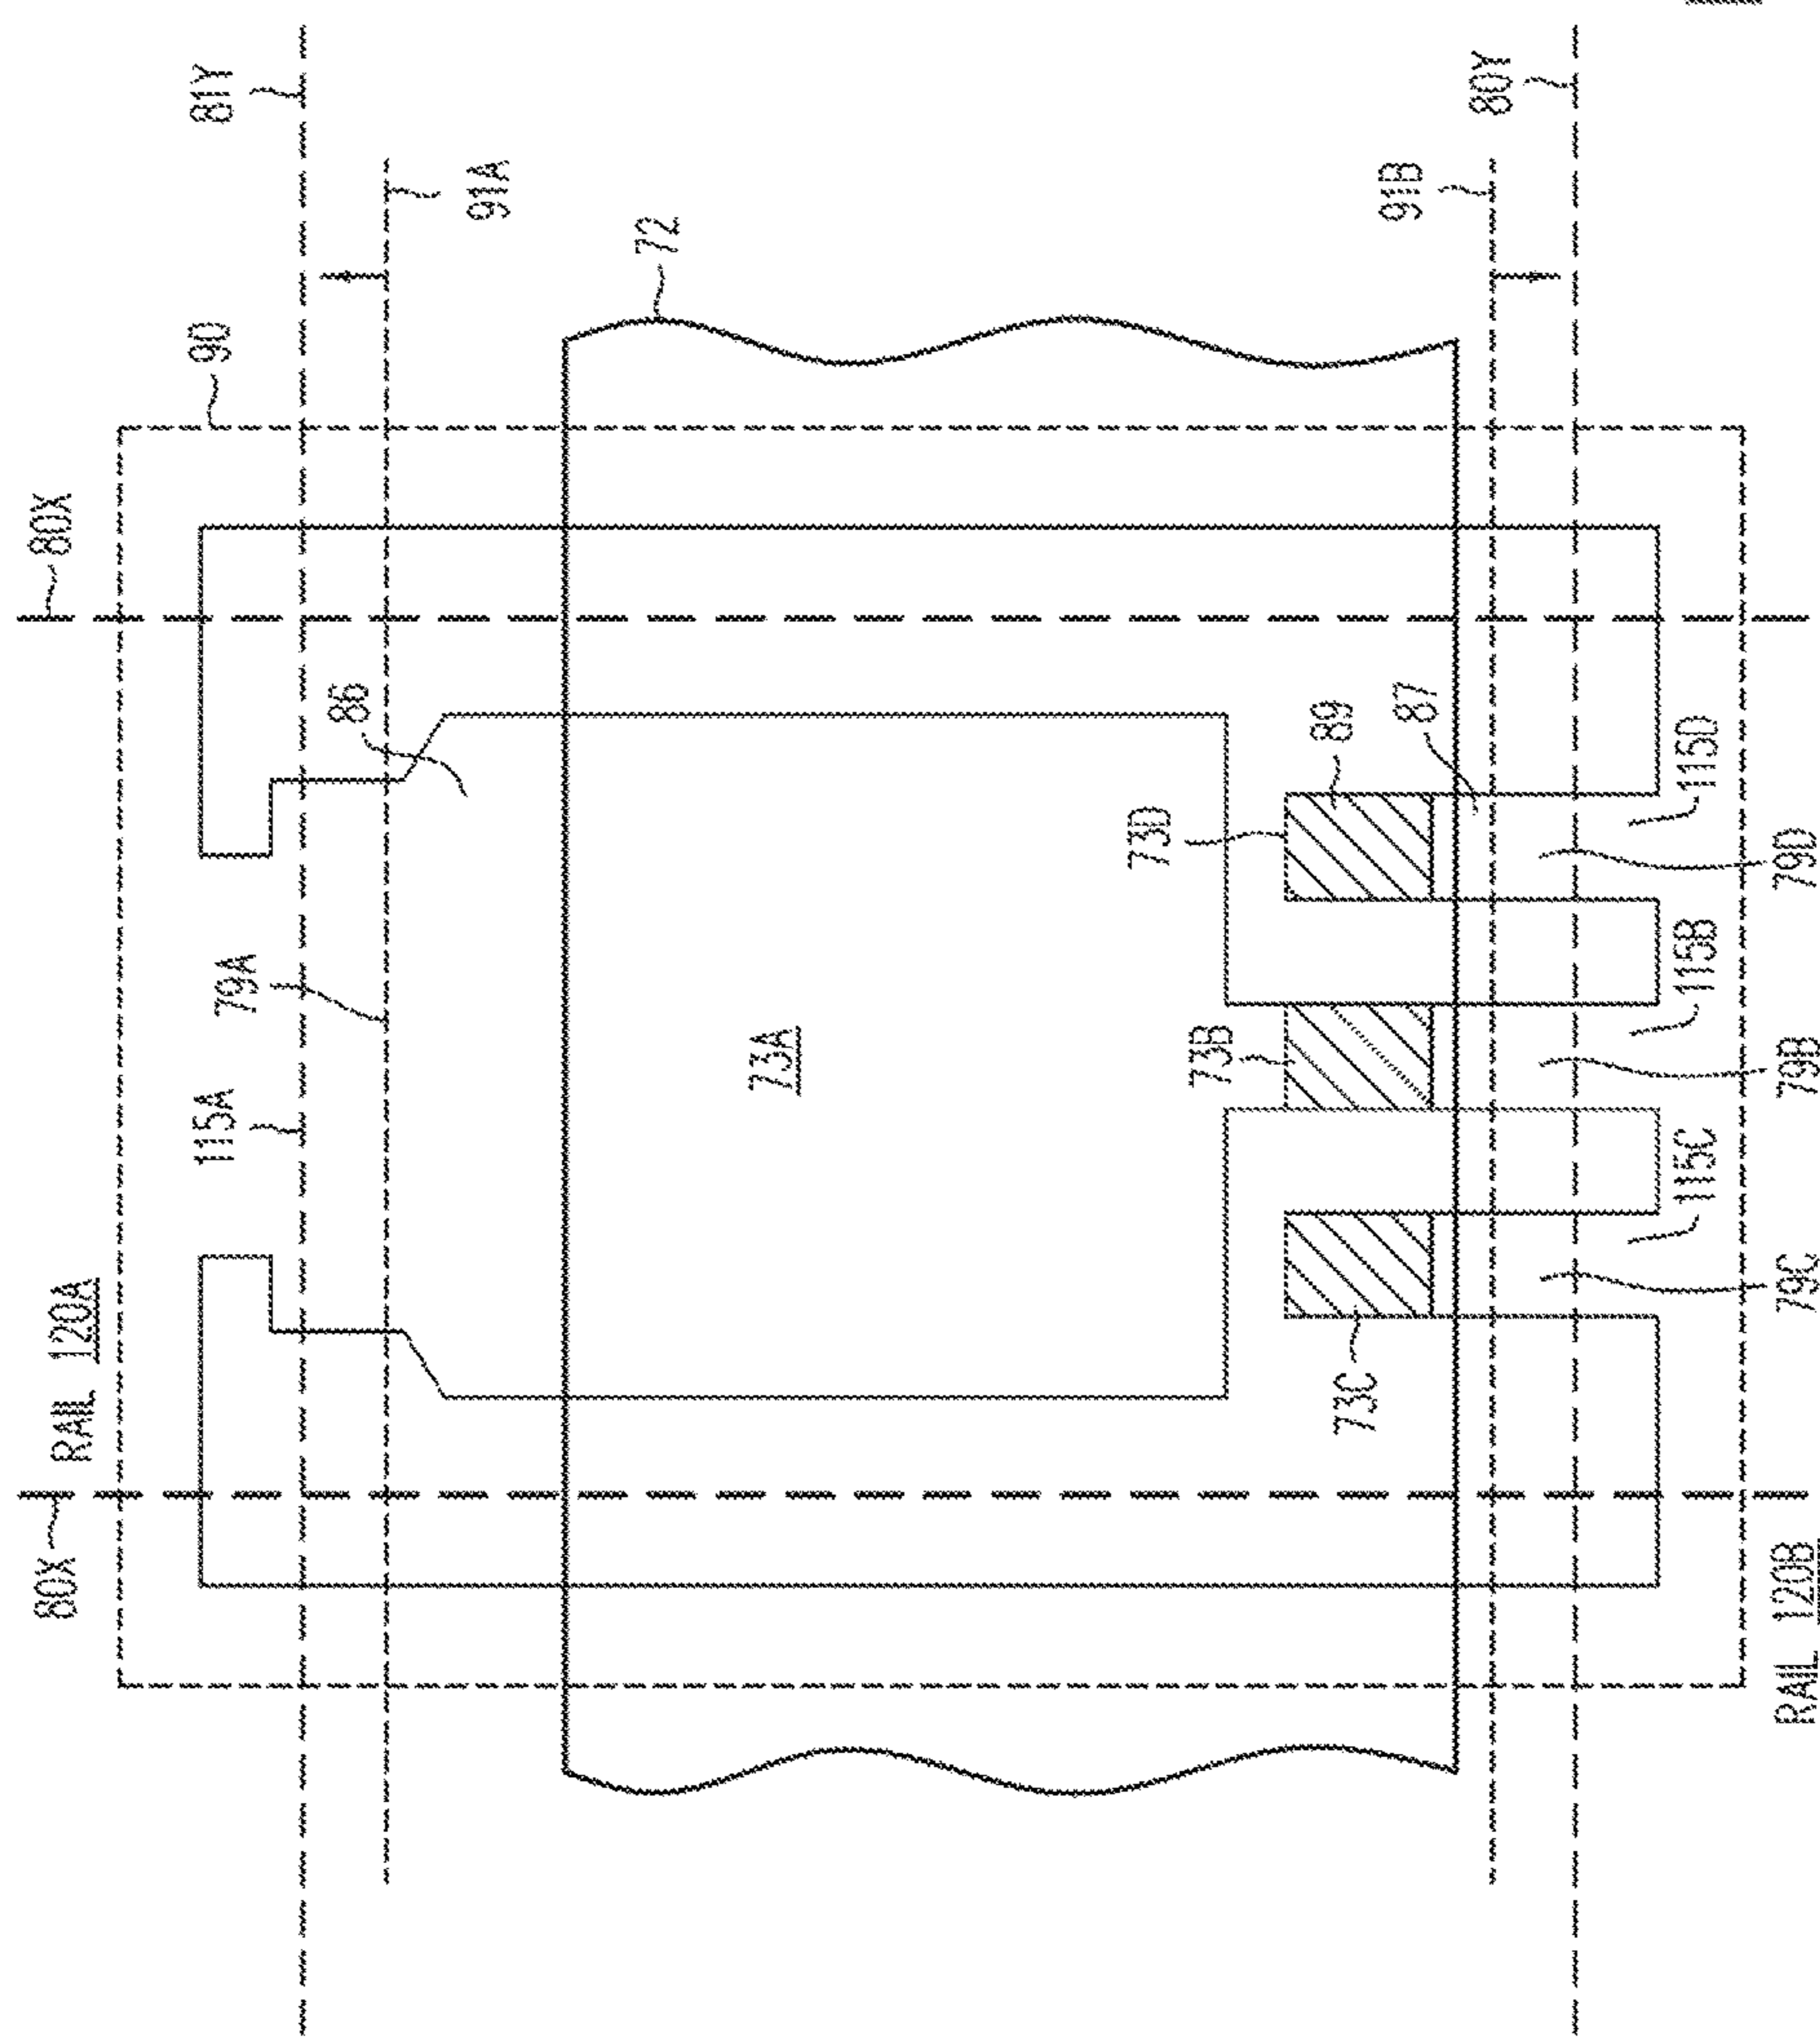 80X
RAIL 120A
80X
81Y
90
86
79A
115A
91A
72
73A
73D
73B
73C
89
87
91B
80Y
115D
115B
115C
79D
79B
79C
RAIL 120B